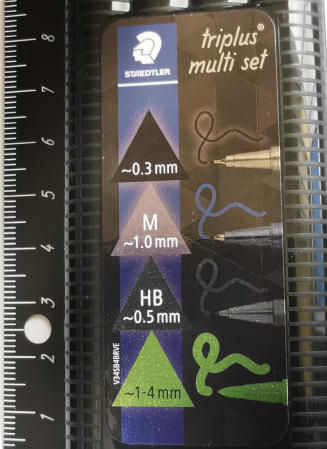 8
7
6
5
4
3
2
1
STAEDTLER
triplus®
multi set
~0.3 mm
M
~1.0 mm
HB
~0.5 mm
~1-4 mm
V34SB4BRVE